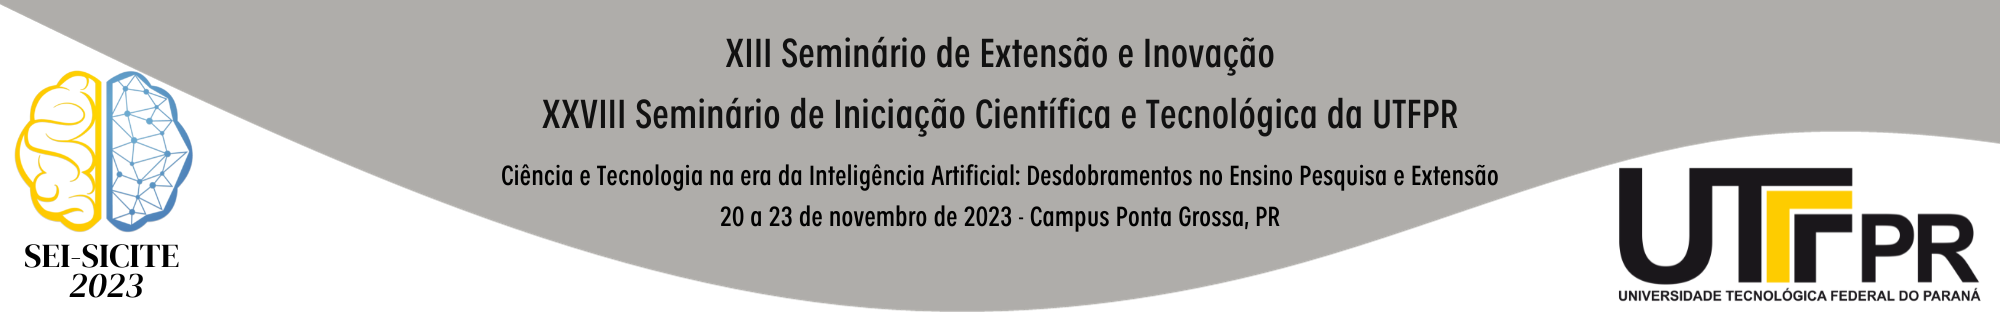 XIII Seminário de Extensão e Inovação
XXVIII Seminário de Iniciação Científica e Tecnológica da UTFPR
Ciência e Tecnologia na era da Inteligência Artificial: Desdobramentos no Ensino Pesquisa e Extensão
20 a 23 de novembro de 2023 - Campus Ponta Grossa, PR
SEI-SICITE
2023
UTFPR
UNIVERSIDADE TECNOLÓGICA FEDERAL DO PARANÁ